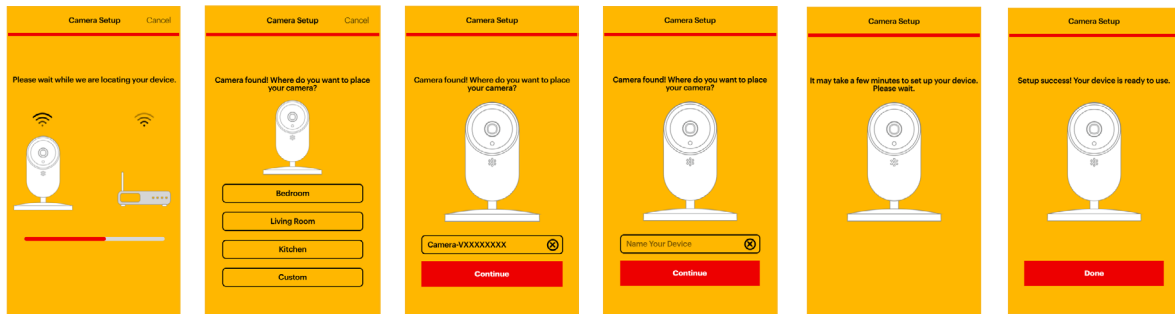 Camera Setup Cancel
Please wait while we are locating your device.
Camera Setup Cancel
Camera found! Where do you want to place
your camera?
Bedroom
Living Room
Kitchen
Custom
Camera Setup
Camera found! Where do you want to place
your camera?
Camera-VXXXXXXXX
Continue
Camera Setup
Camera found! Where do you want to place
your camera?
Name Your Device
Continue
Camera Setup
It may take a few minutes to set up your device.
Please wait.
Camera Setup
Setup success! Your device is ready to use.
Done